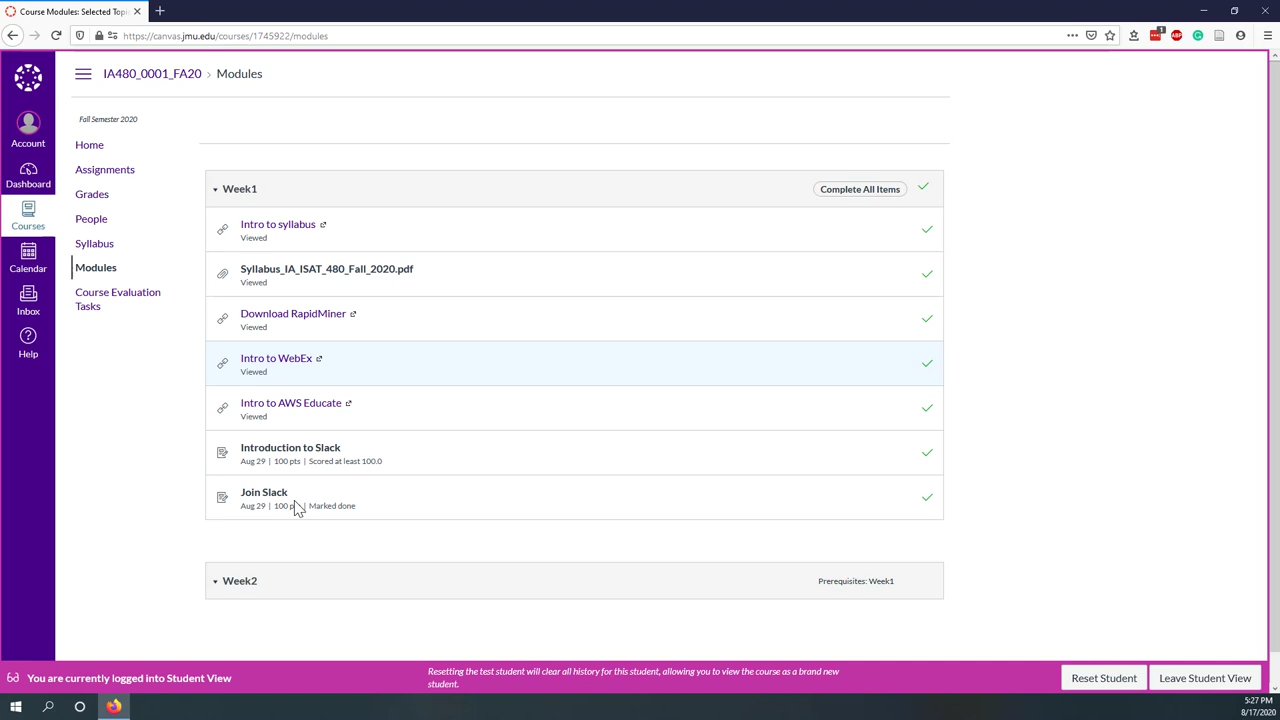 Course Modules: Selected Topi
https://canvas.jmu.edu/courses/1745922/modules
1
ABP
IA480_0001_FA20 › Modules
Account
Dashboard
Courses
Calendar
Inbox
Help
Fall Semester 2020
Home
Assignments
Grades
People
Syllabus
Modules
Course Evaluation
Tasks
Week1
Complete All Items
Intro to syllabus
Viewed
Syllabus_IA_ISAT_480_Fall_2020.pdf
Viewed
Download RapidMiner
Viewed
Intro to WebEx
Viewed
Intro to AWS Educate
Viewed
Introduction to Slack
Aug 29 | 100 pts | Scored at least 100.0
Join Slack
Aug 29 | 100 p | Marked done
Week2
Prerequisites: Week1
You are currently logged into Student View
Resetting the test student will clear all history for this student, allowing you to view the course as a brand new
student.
Reset Student
Leave Student View
5:27 PM
8/17/2020